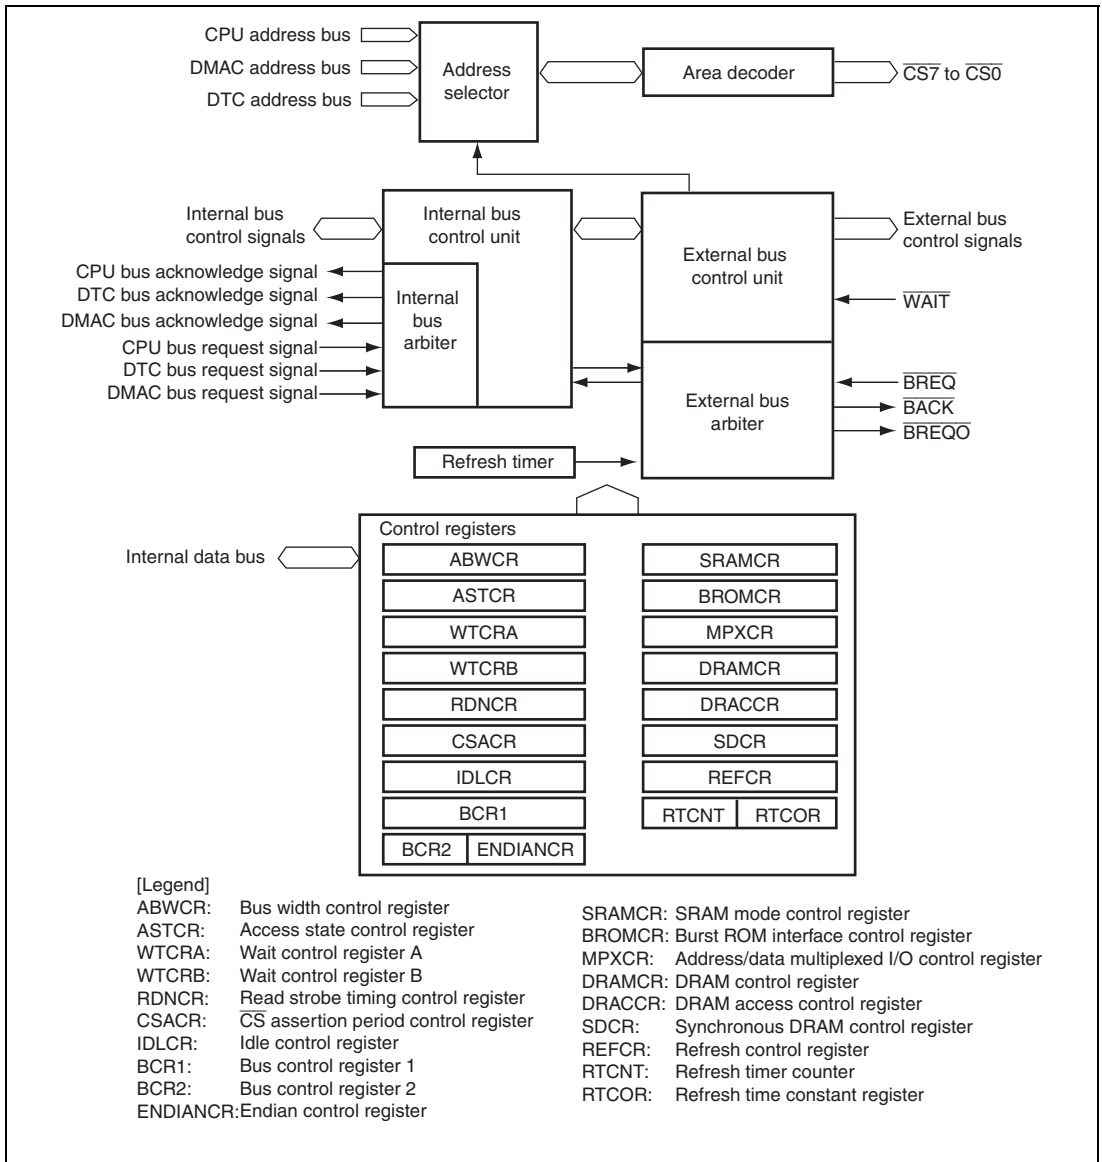 CPU address bus
DMAC address bus
DTC address bus
Address
selector
Area decoder
CS7 to CS0
Internal bus
control signals
Internal bus
control unit
External bus
control unit
External bus
control signals
CPU bus acknowledge signal
DTC bus acknowledge signal
DMAC bus acknowledge signal
CPU bus request signal
DTC bus request signal
DMAC bus request signal
Internal
bus
arbiter
WAIT
External bus
arbiter
BREQ
BACK
BREQO
Refresh timer
Control registers
Internal data bus
ABWCR
ASTCR
WTCRA
WTCRB
RDNCR
CSACR
IDLCR
BCR1
BCR2 ENDIANCR
SRAMCR
BROMCR
MPXCR
DRAMCR
DRACCR
SDCR
REFCR
RTCNT RTCOR
[Legend]
ABWCR: Bus width control register
ASTCR: Access state control register
WTCRA: Wait control register A
WTCRB: Wait control register B
RDNCR: Read strobe timing control register
CSACR: CS assertion period control register
IDLCR: Idle control register
BCR1: Bus control register 1
BCR2: Bus control register 2
ENDIANCR:Endian control register
SRAMCR: SRAM mode control register
BROMCR: Burst ROM interface control register
MPXCR: Address/data multiplexed I/O control register
DRAMCR: DRAM control register
DRACCR: DRAM access control register
SDCR: Synchronous DRAM control register
REFCR: Refresh control register
RTCNT: Refresh timer counter
RTCOR: Refresh time constant register